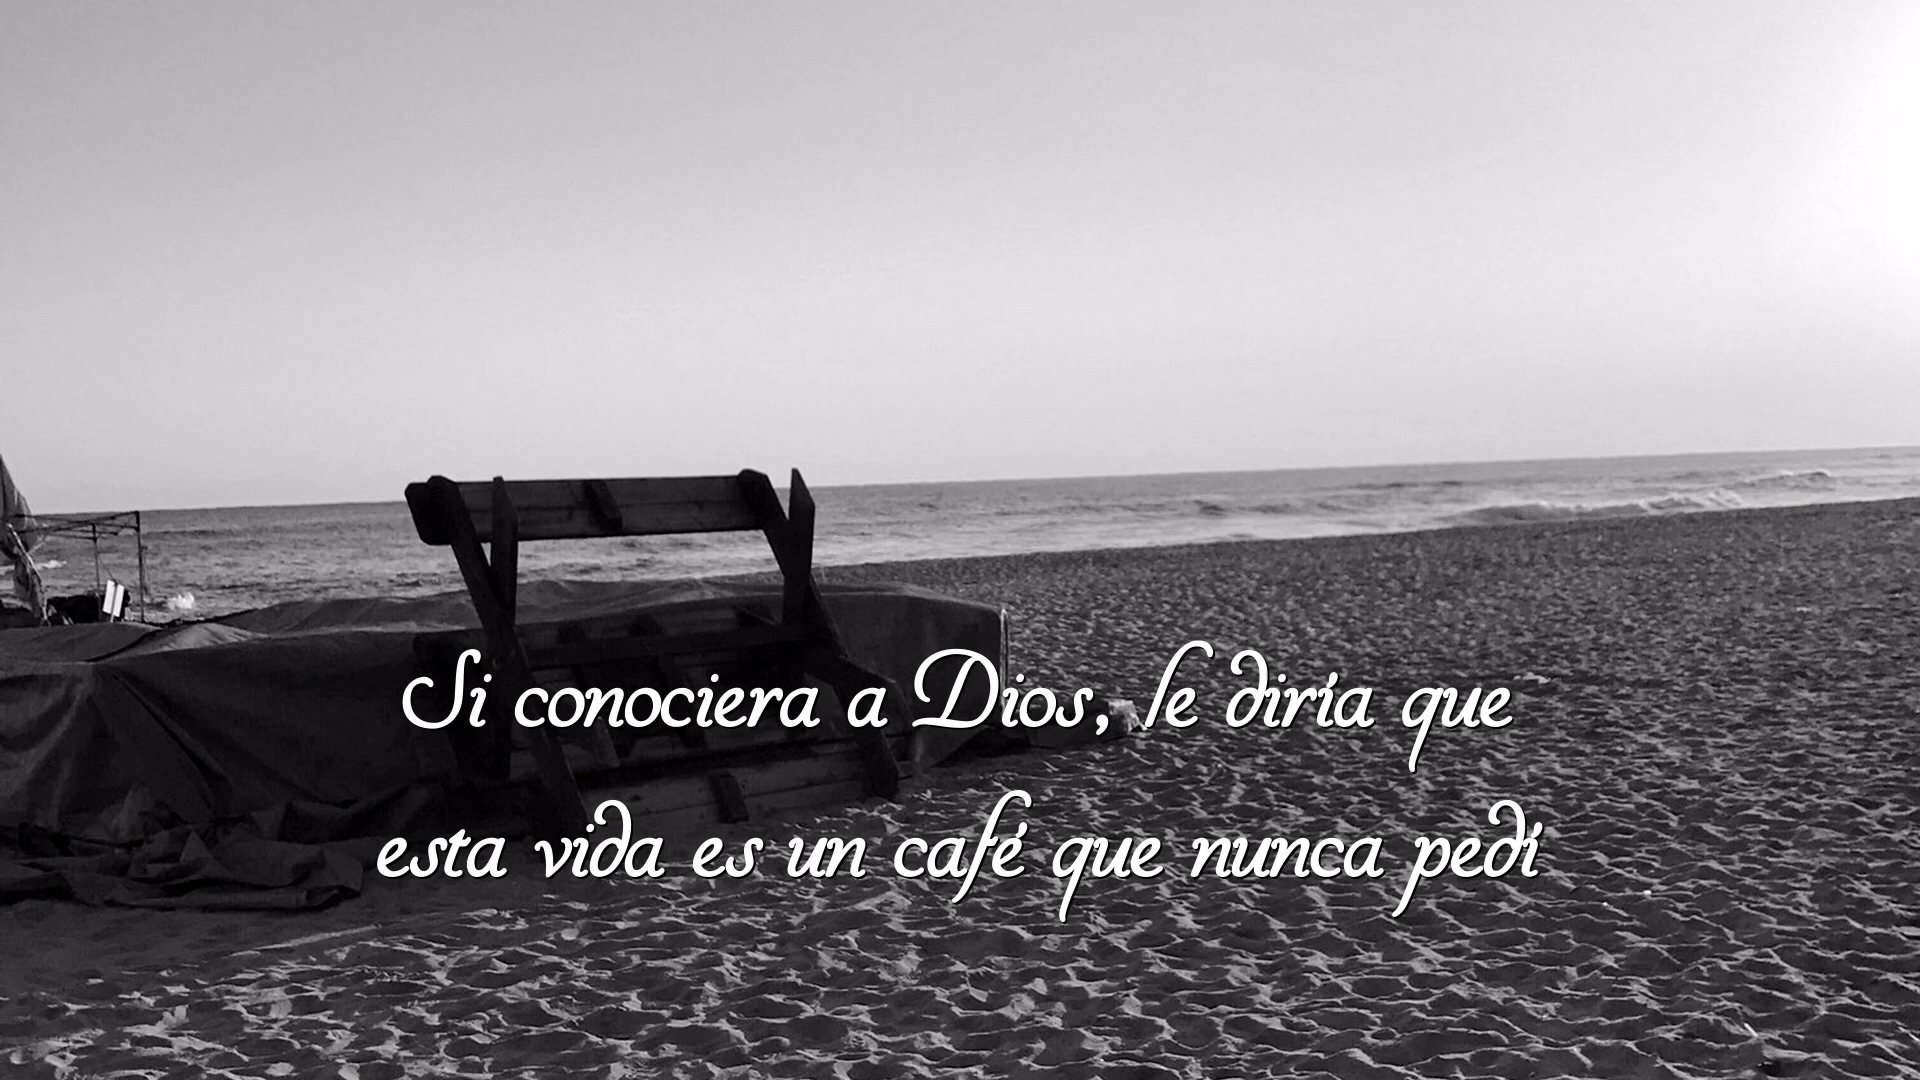 Si conociera a Dios, le diría que
esta vida es un café que nunca pedí